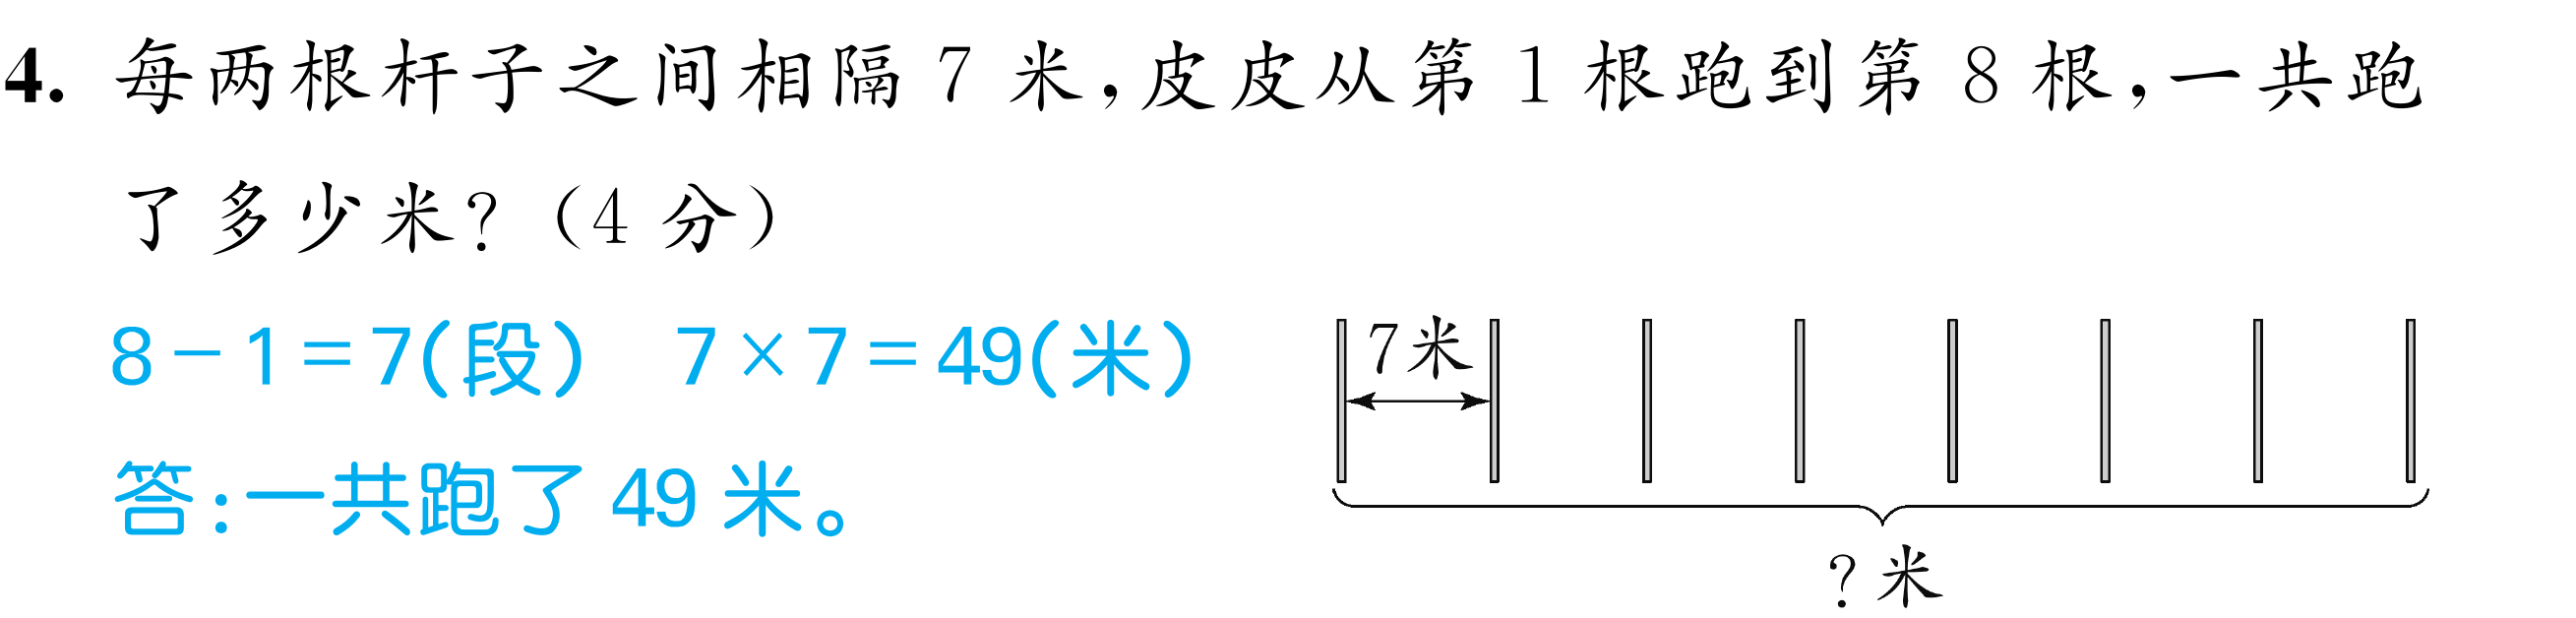 4. 每两根杆子之间相隔 7 米,皮皮从第 1 根跑到第 8 根,一共跑
了多少米?(4 分)
8-1=7(段) 7×7=49(米)
7米
答:一共跑了 49 米。
?米